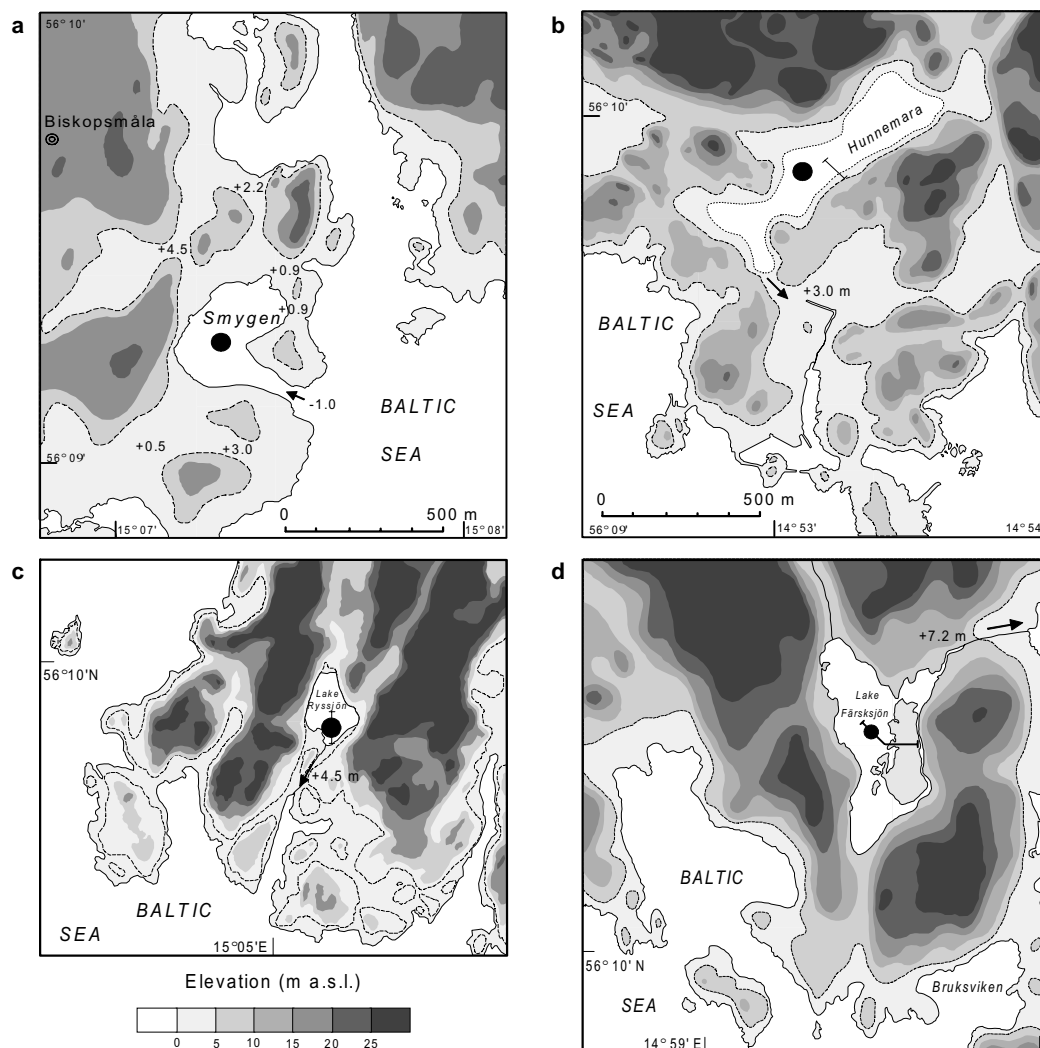 a
56° 10'
Biskopsmåla
+2.2
+4.5
+0.9
+0.9
Smygen
-1.0
BALTIC
SEA
+0.5
+3.0
56° 09'
0 500 m
15° 07'
15° 08'
b
56° 10'
Hunnemara
+3.0 m
BALTIC
SEA
0 500 m
56° 09'
14° 53'
14° 54'
c
56° 10'N
Lake
Ryssjön
+4.5 m
BALTIC
SEA
15° 05'E
d
+7.2 m
Lake
Färsksjön
BALTIC
SEA
56° 10' N
Bruksviken
14° 59' E
Elevation (m a.s.l.)
0 5 10 15 20 25